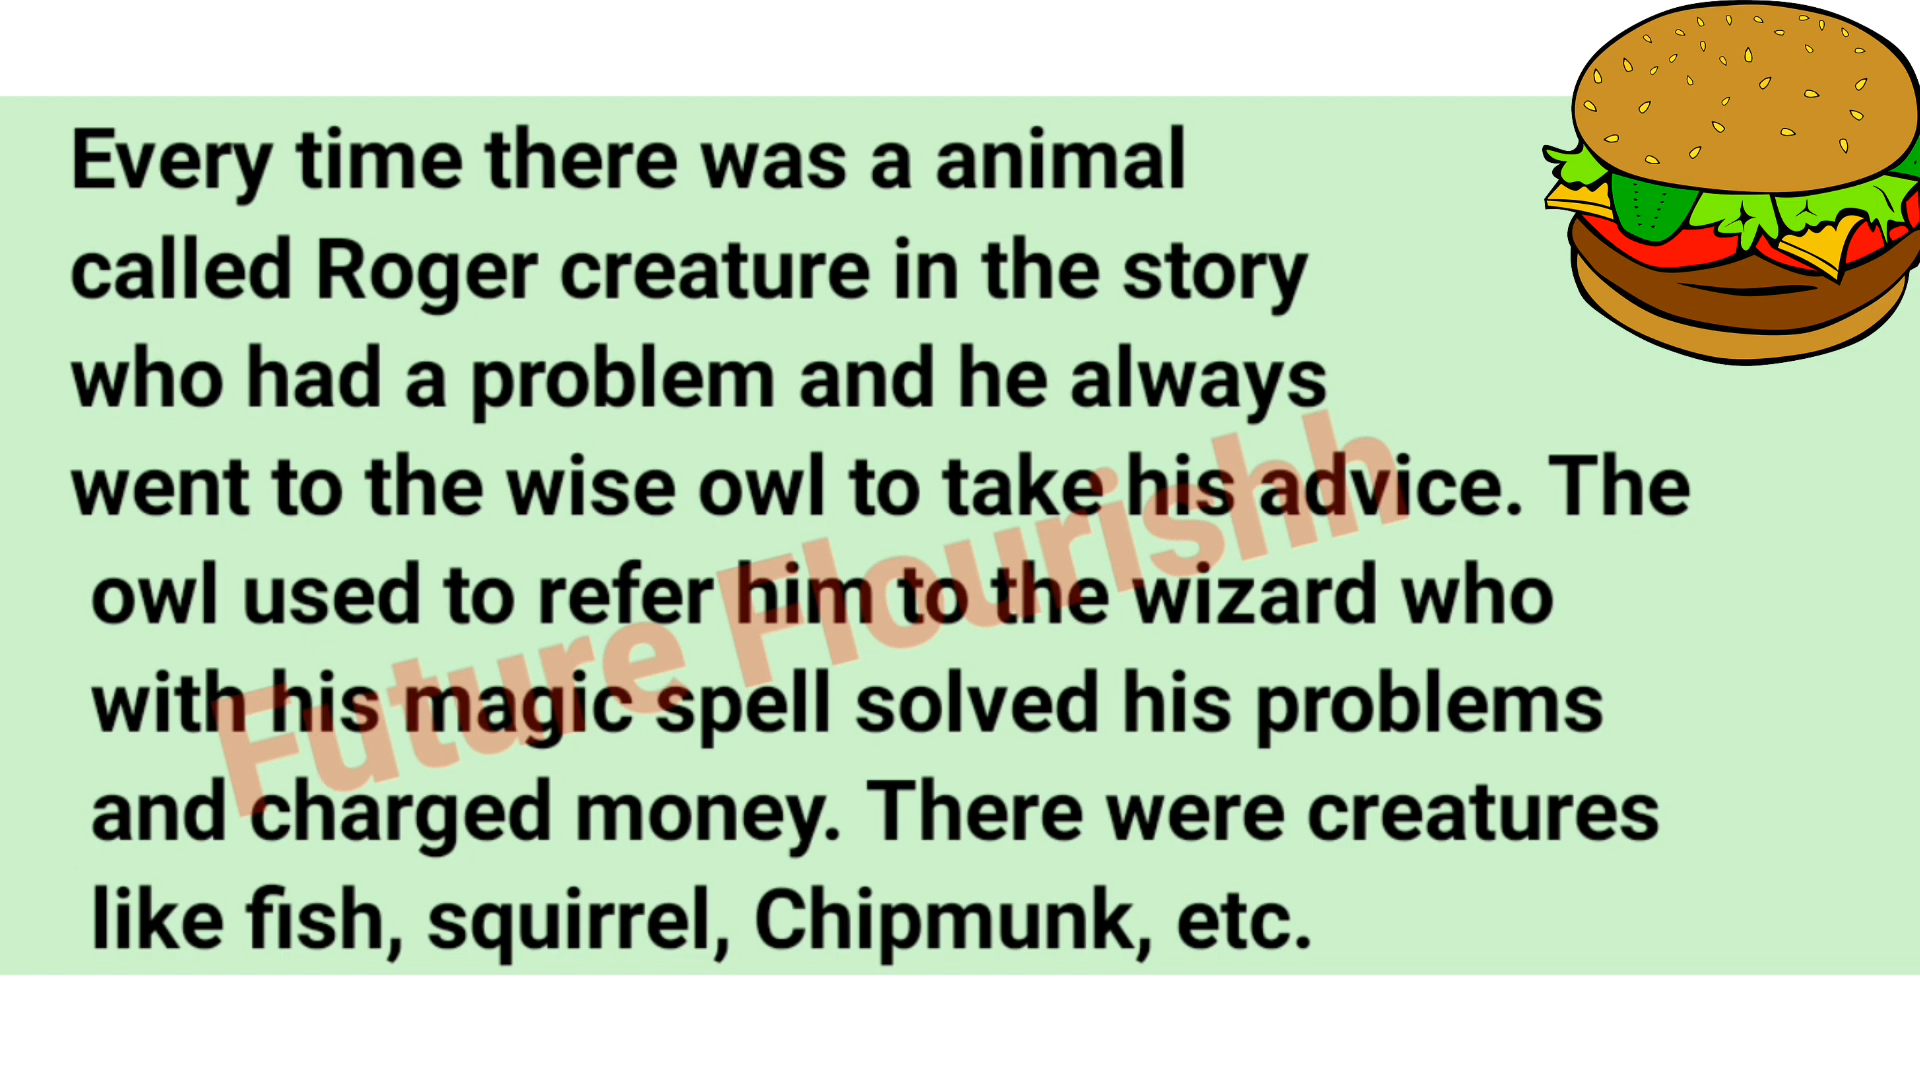 Every time there was a animal
called Roger creature in the story
who had a problem and he always
went to the wise owl to take his advice. The
owl used to refer him to the wizard who
with his magic spell solved his problems
and charged money. There were creatures
like fish, squirrel, Chipmunk, etc.
Future Flourishh